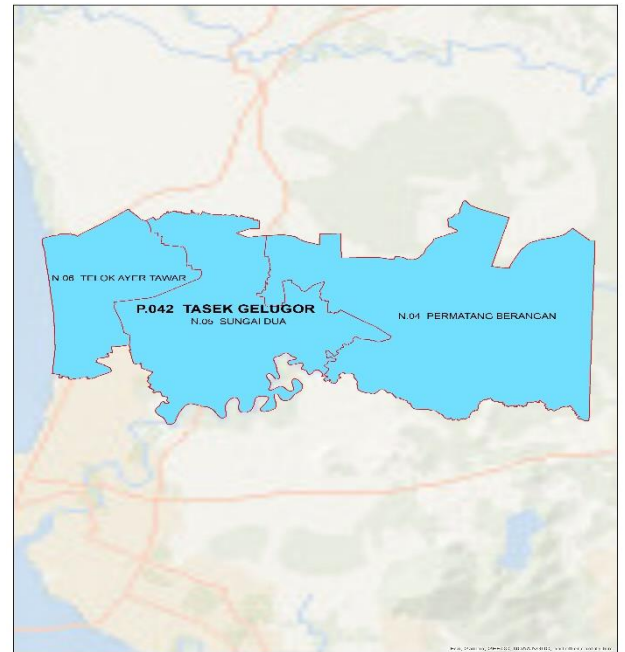 N.06 TELOK AYER TAWAR
P.042 TASEK GELUGOR
N.05 SUNGAI DUA
N.04 PERMATANG BERANGAN